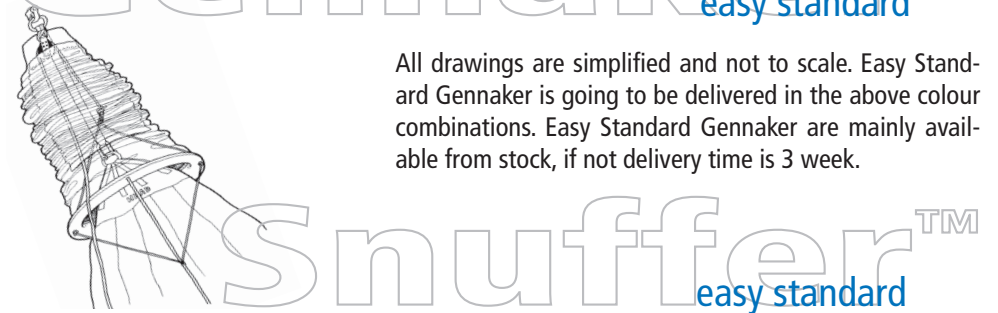 easy standard
All drawings are simplified and not to scale. Easy Stand-
ard Gennaker is going to be delivered in the above colour
combinations. Easy Standard Gennaker are mainly avail-
able from stock, if not delivery time is 3 week.
Snuffer™
easy standard